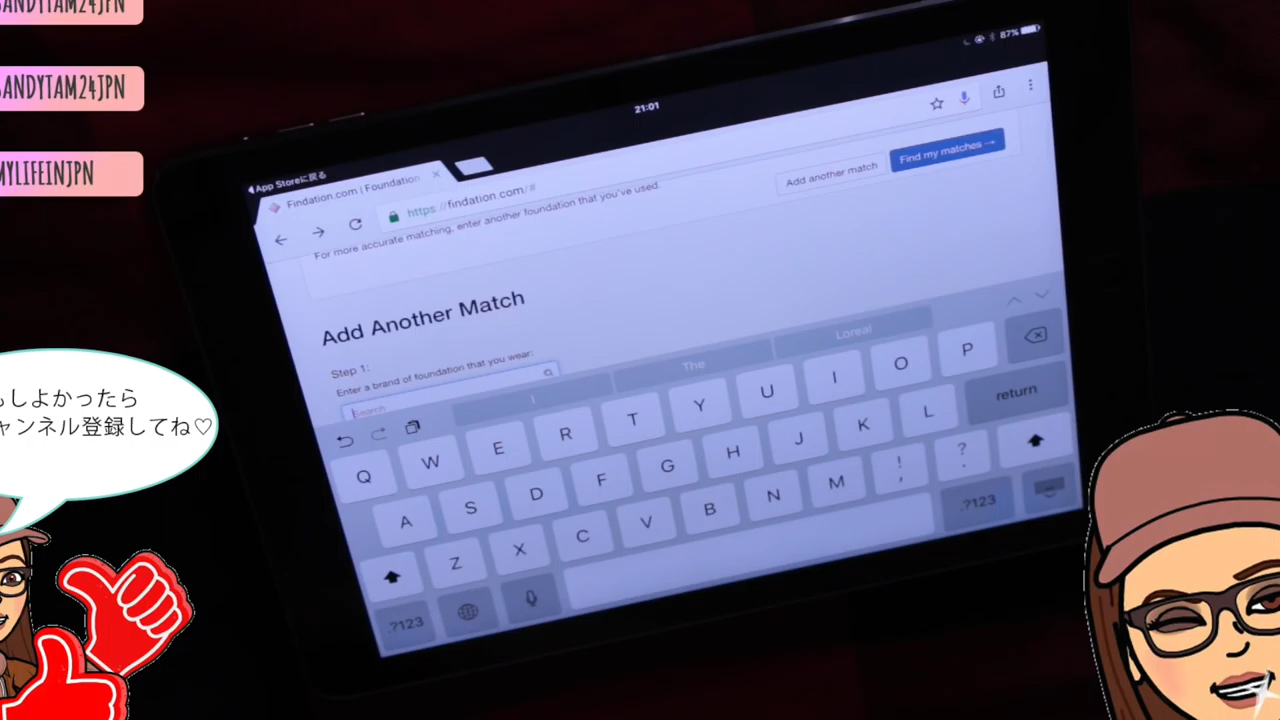 ANDYTAM24JPN
SANDYTAM24JPN
MYLIFEINJPN
21:01
87%
App Storeに戻る
Findation.com | Foundation
https://findation.com/#
For more accurate matching, enter another foundation that you've used.
Add another match
Find my matches →
Add Another Match
Step 1:
Enter a brand of foundation that you wear:
Search
I
The
Loreal
Q W E R T Y U I O P
A S D F G H J K L return
Z X C V B N M ! , ? .
.?123 .?123
もしよかったら
ャンネル登録してね♡